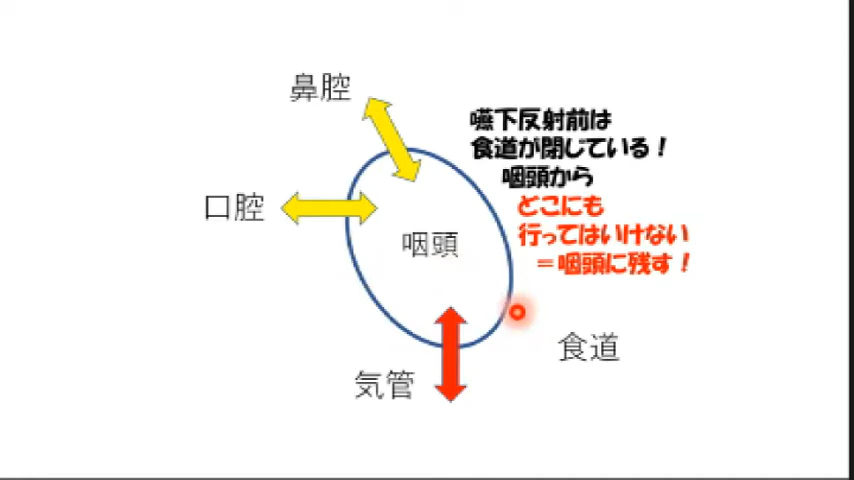 鼻腔
嚥下反射前は
食道が閉じている！
咽頭から
どこにも
行ってはいけない
＝咽頭に残す！
口腔
咽頭
食道
気管